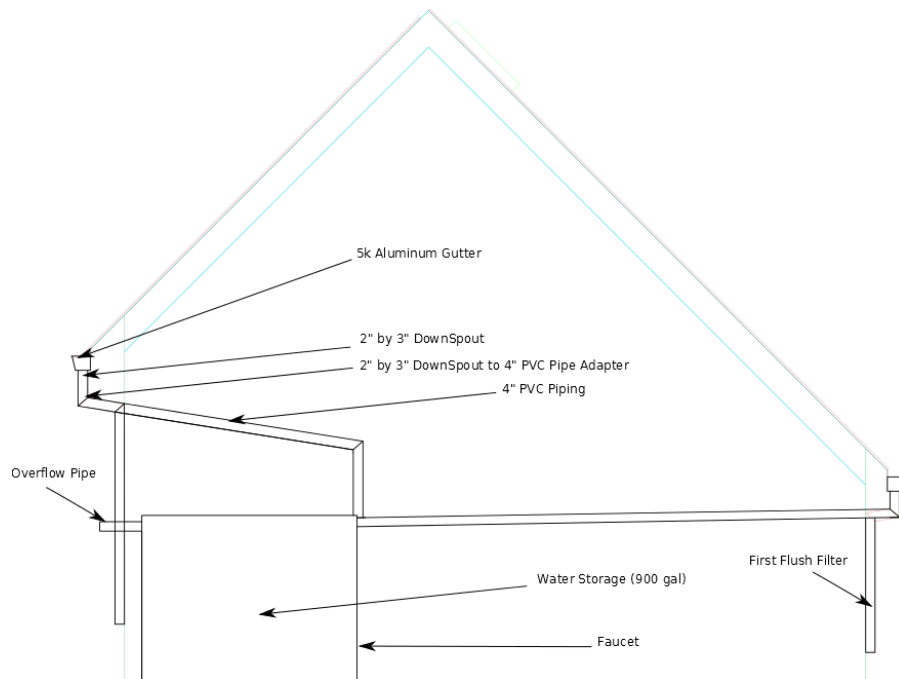 5k Aluminum Gutter
2" by 3" DownSpout
2" by 3" DownSpout to 4" PVC Pipe Adapter
4" PVC Piping
Overflow Pipe
First Flush Filter
Water Storage (900 gal)
Faucet